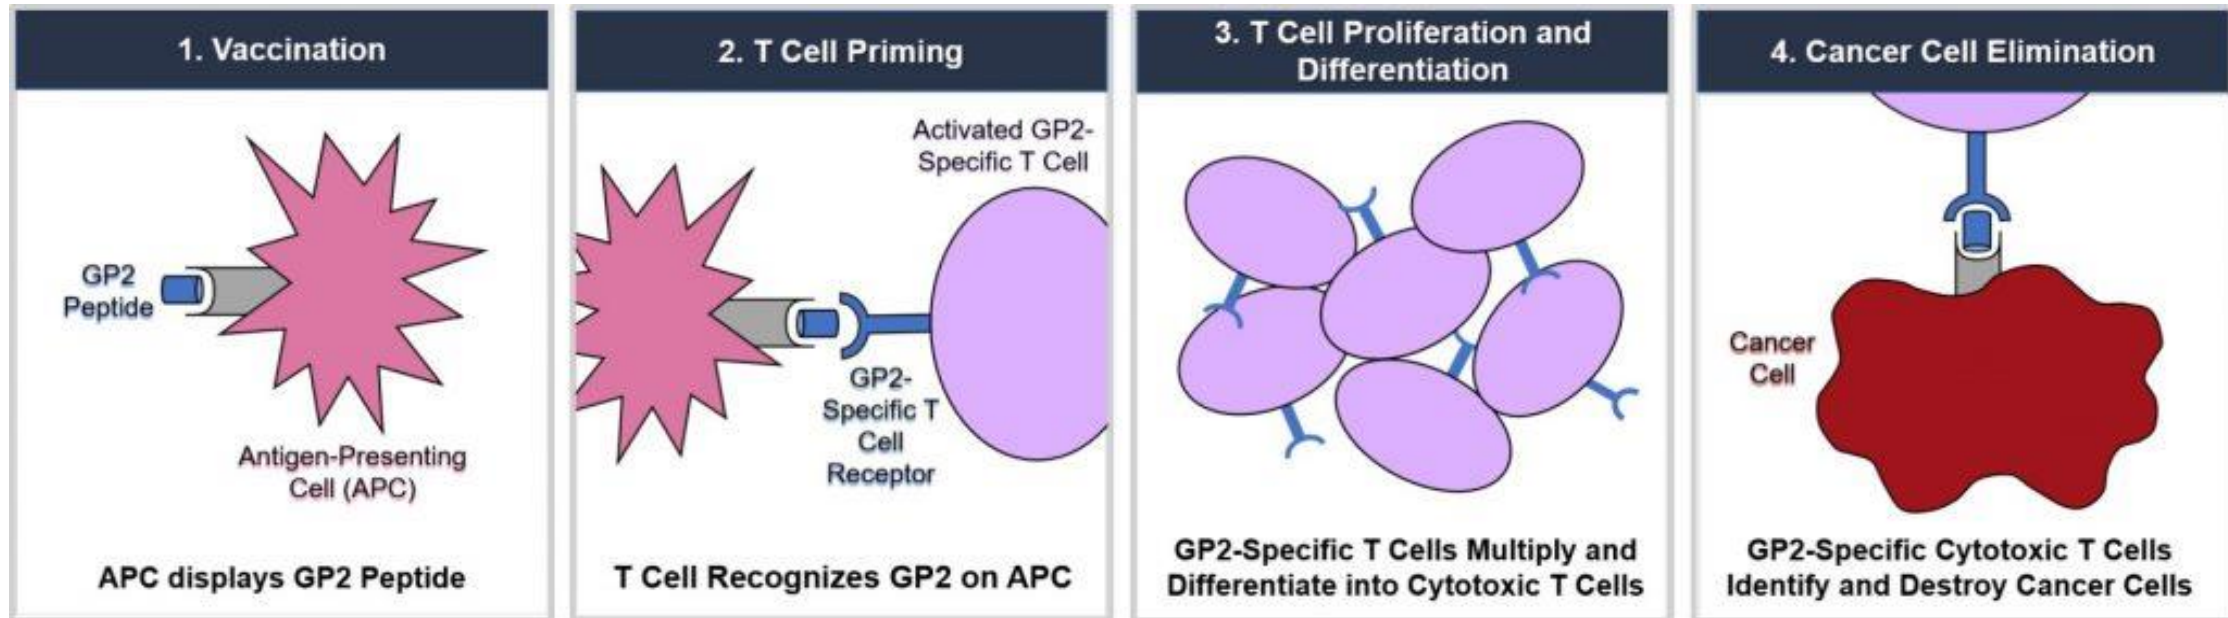 1. Vaccination
GP2
Peptide
Antigen-Presenting
Cell (APC)
APC displays GP2 Peptide
2. T Cell Priming
Activated GP2-
Specific T Cell
GP2-
Specific T
Cell
Receptor
T Cell Recognizes GP2 on APC
3. T Cell Proliferation and
Differentiation
GP2-Specific T Cells Multiply and
Differentiate into Cytotoxic T Cells
4. Cancer Cell Elimination
Cancer
Cell
GP2-Specific Cytotoxic T Cells
Identify and Destroy Cancer Cells